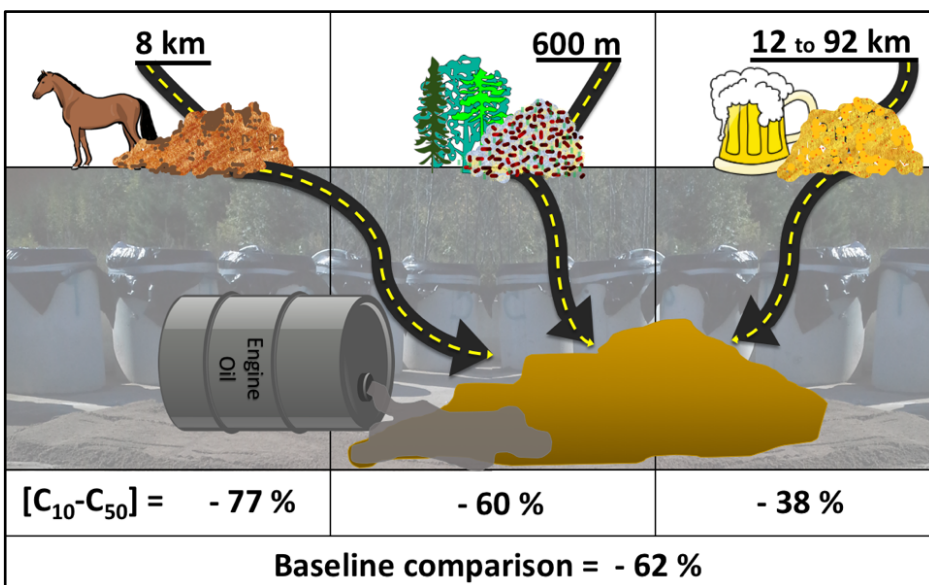 8 km
600 m
12 to 92 km
Engine
Oil
[C₁₀-C₅₀] = - 77 %
- 60 %
- 38 %
Baseline comparison = - 62 %